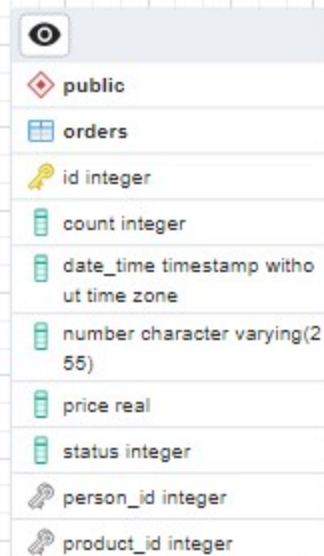 public
orders
id integer
count integer
date_time timestamp witho
ut time zone
number character varying(2
55)
price real
status integer
person_id integer
product_id integer